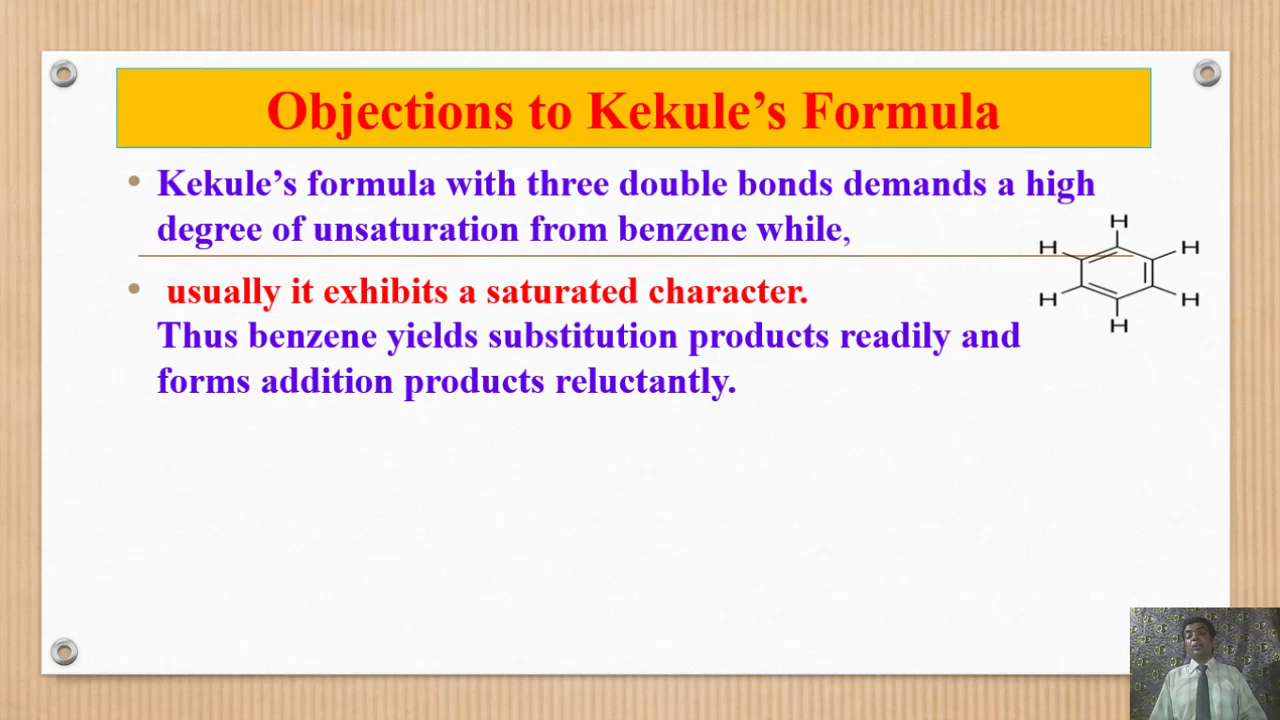 Objections to Kekule’s Formula
• Kekule’s formula with three double bonds demands a high
degree of unsaturation from benzene while,
• usually it exhibits a saturated character.
Thus benzene yields substitution products readily and
forms addition products reluctantly.
H
H H
H H
H